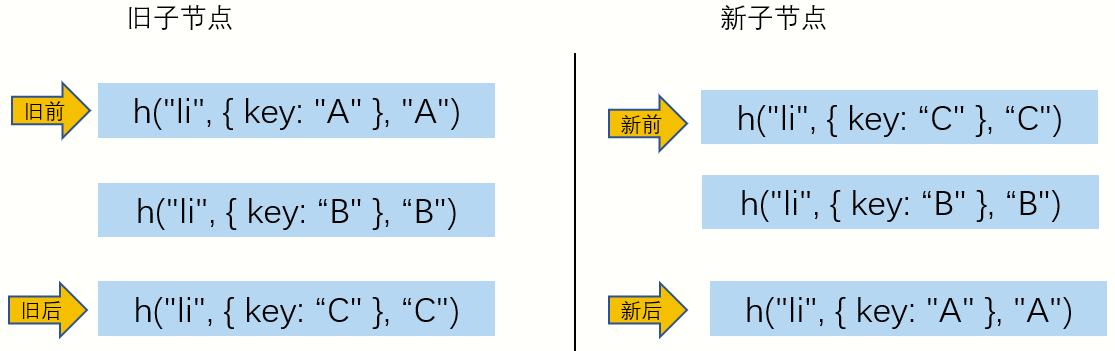 旧子节点
新子节点
旧前
h("li", { key: "A" }, "A")
新前
h("li", { key: “C" }, “C")
h("li", { key: “B" }, “B")
h("li", { key: “B" }, “B")
旧后
h("li", { key: “C" }, “C")
新后
h("li", { key: "A" }, "A")